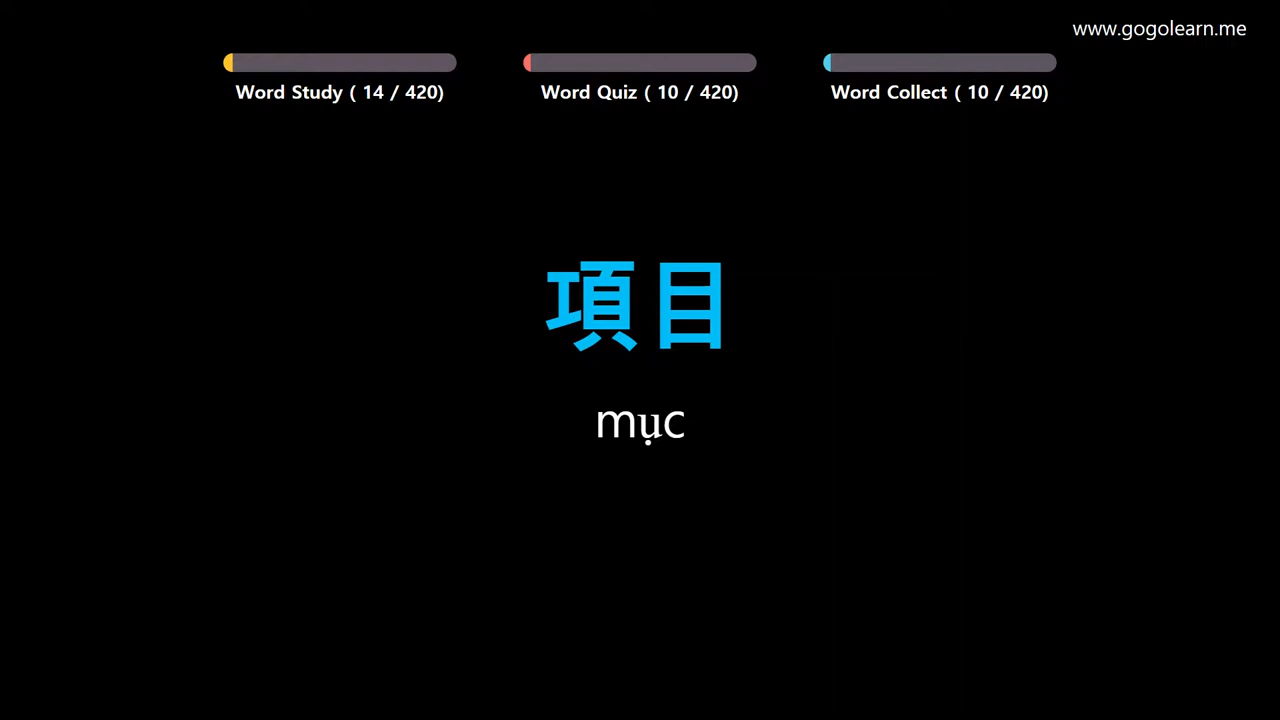 www.gogolearn.me
Word Study ( 14 / 420)
Word Quiz ( 10 / 420)
Word Collect ( 10 / 420)
項目
mục